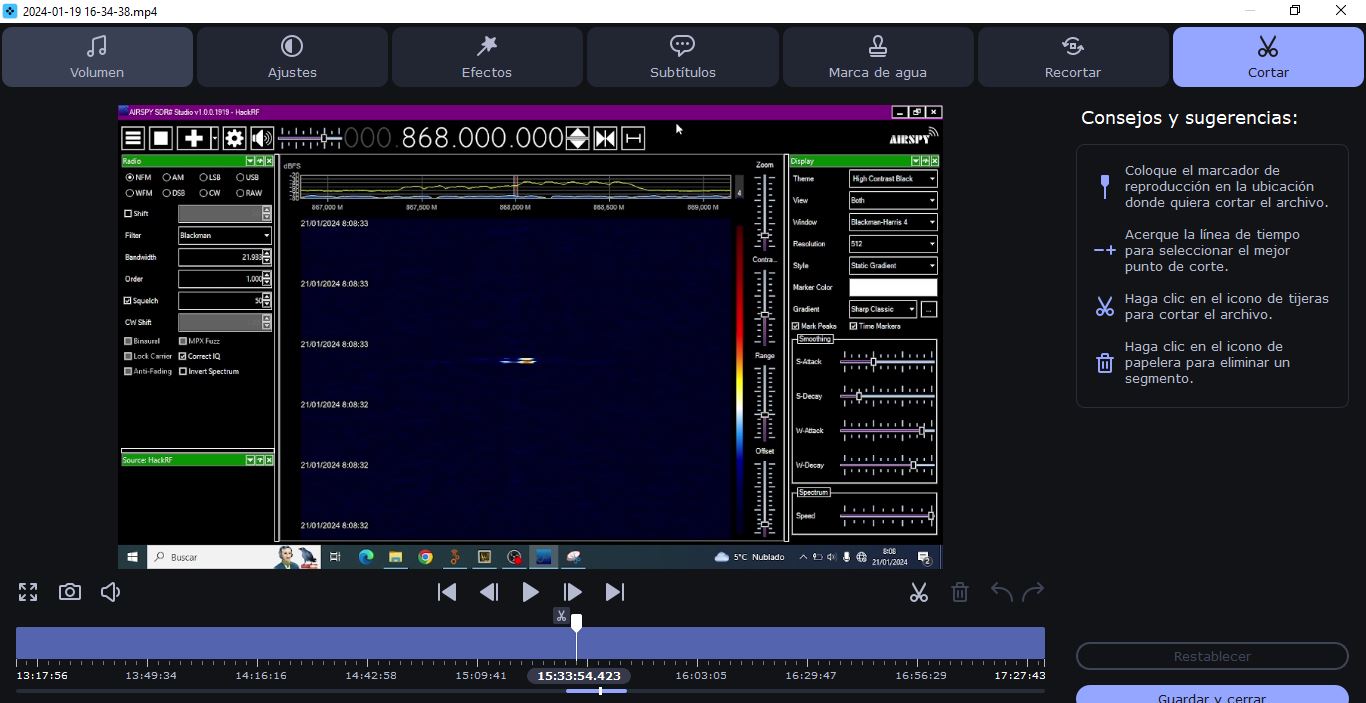 2024-01-19 16-34-38.mp4
Volumen
Ajustes
Efectos
Subtítulos
Marca de agua
Recortar
Cortar
AIRSPY SDR# Studio v1.0.0.1919 - HackRF
000.868.000.000
AIRSPY
Radio
NFM AM LSB USB
WFM DSB CW RAW
Shift
Filter Blackman
Bandwidth 21.933
Order 1,000
Squelch 50
CW Shift
Binaural MPX Fuzz
Lock Carrier Correct IQ
Anti-Fading Invert Spectrum
Source: HackRF
dBFS
867,000 M 867,500 M 868,000 M 868,500 M 869,000 M
4
21/01/2024 8:08:33
21/01/2024 8:08:33
21/01/2024 8:08:33
21/01/2024 8:08:32
21/01/2024 8:08:32
21/01/2024 8:08:32
Zoom
Contra...
Range
Offset
Display
Theme High Contrast Black
View Both
Window Blackman-Harris 4
Resolution 512
Style Static Gradient
Marker Color
Gradient Sharp Classic ...
Mark Peaks Time Markers
Smoothing
S-Attack
S-Decay
W-Attack
W-Decay
Spectrum
Speed
Buscar
5°C Nublado
8:08
21/01/2024
2
Consejos y sugerencias:
Coloque el marcador de
reproducción en la ubicación
donde quiera cortar el archivo.
Acerque la línea de tiempo
para seleccionar el mejor
punto de corte.
Haga clic en el icono de tijeras
para cortar el archivo.
Haga clic en el icono de
papelera para eliminar un
segmento.
13:17:56 13:49:34 14:16:16 14:42:58 15:09:41 15:33:54.423 16:03:05 16:29:47 16:56:29 17:27:43
Restablecer
Guardar y cerrar